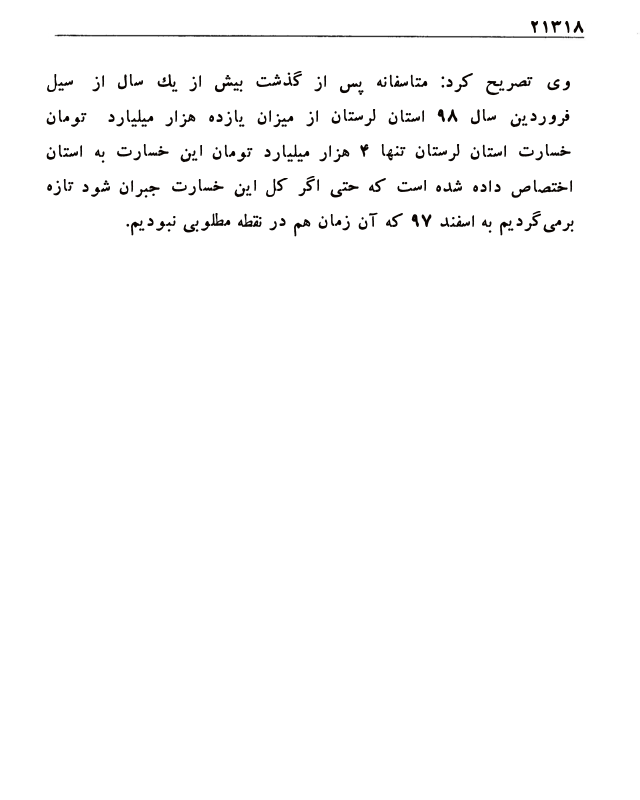 ۲۱۳۱۸
وی تصریح کرد: متاسفانه پس از گذشت بیش از یك سال از سیل
فروردین سال ۹۸ استان لرستان از میزان یازده هزار میلیارد تومان
خسارت استان لرستان تنها ۴ هزار میلیارد تومان این خسارت به استان
اختصاص داده شده است که حتی اگر کل این خسارت جبران شود تازه
برمی‌گردیم به اسفند ۹۷ که آن زمان هم در نقطه مطلوبی نبودیم.